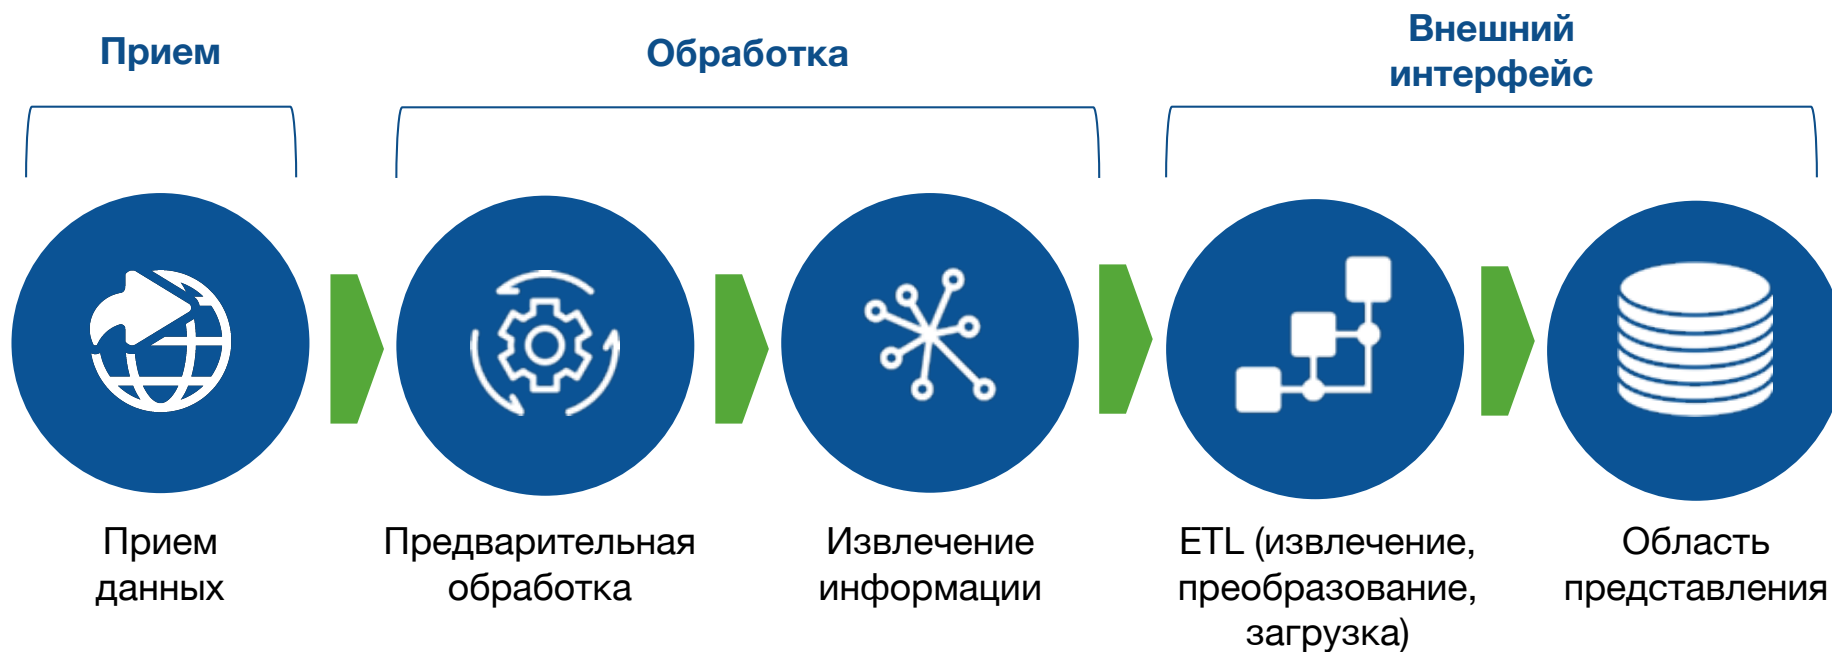 Прием
Обработка
Внешний
интерфейс
Прием
данных
Предварительная
обработка
Извлечение
информации
ETL (извлечение,
преобразование,
загрузка)
Область
представления